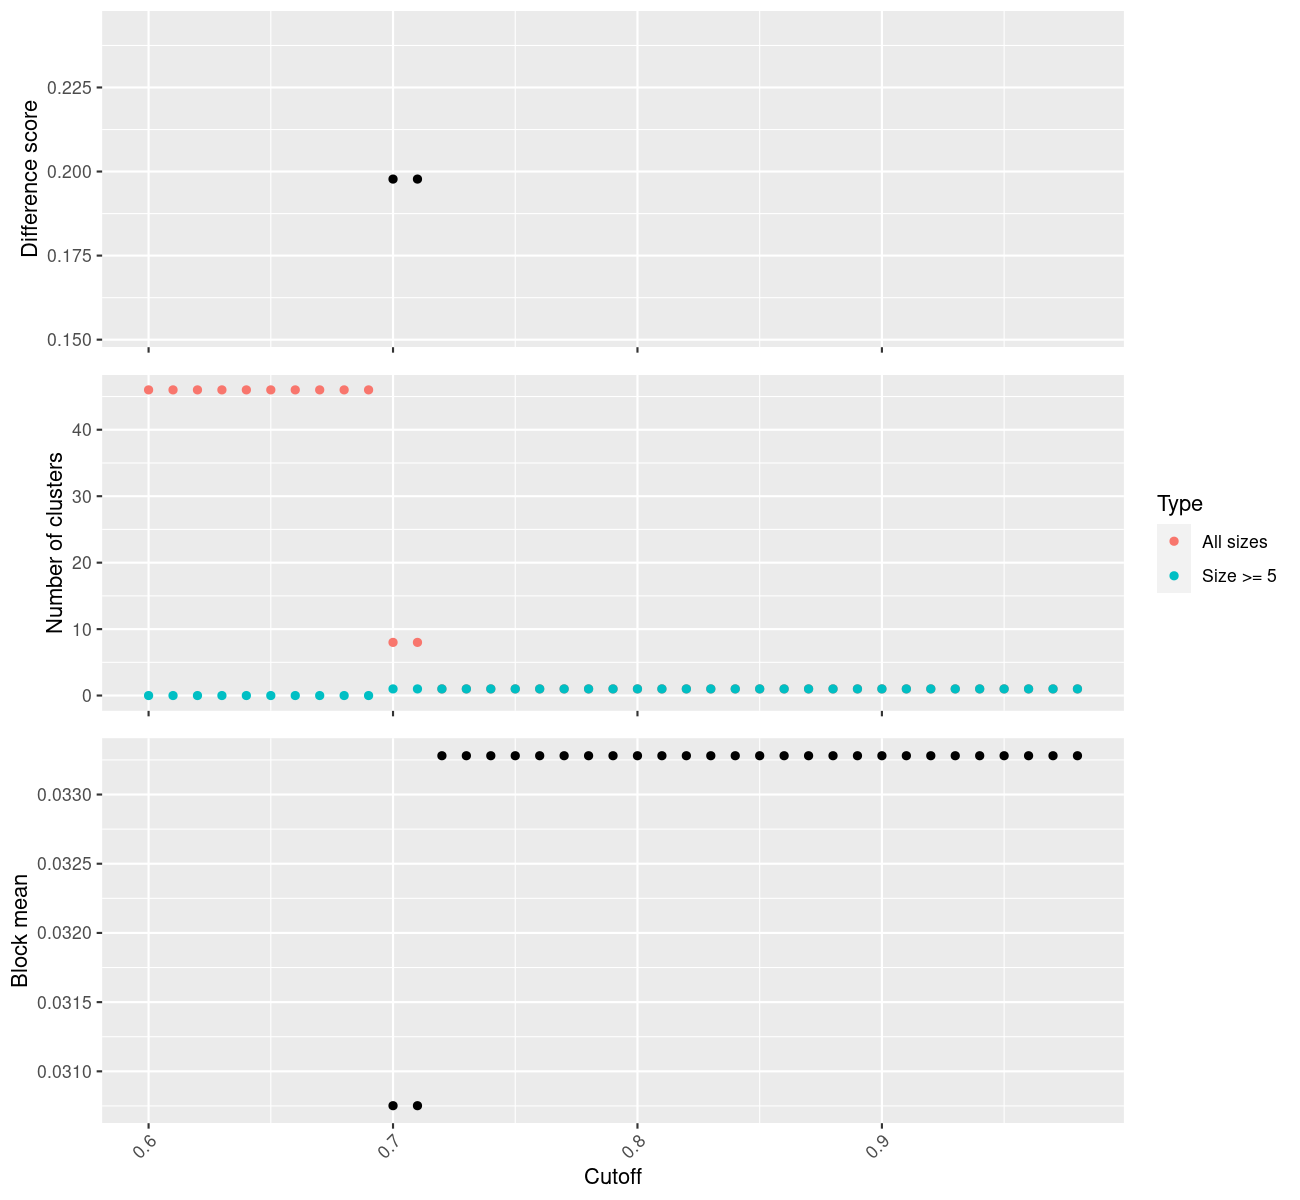 0.225
0.200
0.175
0.150
Difference score
40
30
20
10
0
Number of clusters
Type
All sizes
Size >= 5
0.0330
0.0325
0.0320
0.0315
0.0310
Block mean
0.6 0.7 0.8 0.9
Cutoff